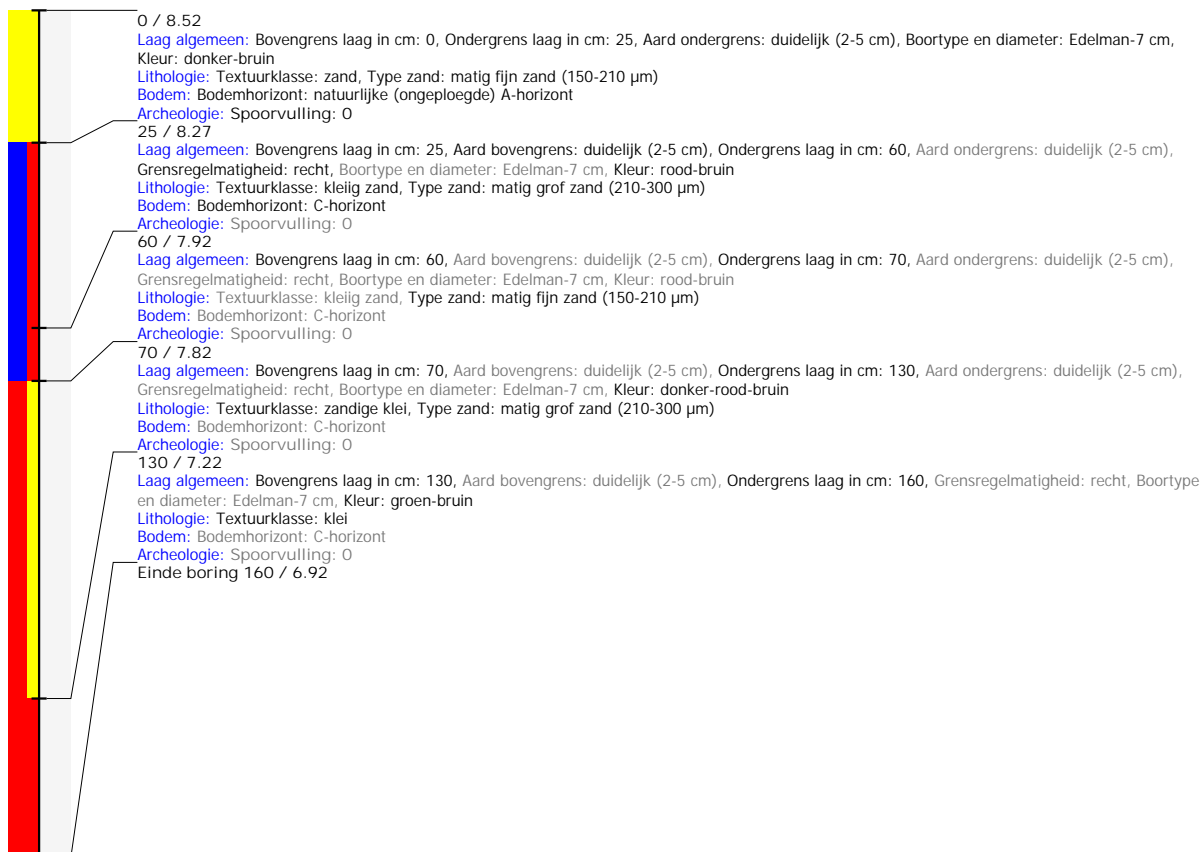 0 / 8.52
Laag algemeen: Bovengrens laag in cm: 0, Ondergrens laag in cm: 25, Aard ondergrens: duidelijk (2-5 cm), Boortype en diameter: Edelman-7 cm,
Kleur: donker-bruin
Lithologie: Textuurklasse: zand, Type zand: matig fijn zand (150-210 µm)
Bodem: Bodemhorizont: natuurlijke (ongeploegde) A-horizont
Archeologie: Spoorvulling: 0
25 / 8.27
Laag algemeen: Bovengrens laag in cm: 25, Aard bovengrens: duidelijk (2-5 cm), Ondergrens laag in cm: 60, Aard ondergrens: duidelijk (2-5 cm),
Grensregelmatigheid: recht, Boortype en diameter: Edelman-7 cm, Kleur: rood-bruin
Lithologie: Textuurklasse: kleiig zand, Type zand: matig grof zand (210-300 µm)
Bodem: Bodemhorizont: C-horizont
Archeologie: Spoorvulling: 0
60 / 7.92
Laag algemeen: Bovengrens laag in cm: 60, Aard bovengrens: duidelijk (2-5 cm), Ondergrens laag in cm: 70, Aard ondergrens: duidelijk (2-5 cm),
Grensregelmatigheid: recht, Boortype en diameter: Edelman-7 cm, Kleur: rood-bruin
Lithologie: Textuurklasse: kleiig zand, Type zand: matig fijn zand (150-210 µm)
Bodem: Bodemhorizont: C-horizont
Archeologie: Spoorvulling: 0
70 / 7.82
Laag algemeen: Bovengrens laag in cm: 70, Aard bovengrens: duidelijk (2-5 cm), Ondergrens laag in cm: 130, Aard ondergrens: duidelijk (2-5 cm),
Grensregelmatigheid: recht, Boortype en diameter: Edelman-7 cm, Kleur: donker-rood-bruin
Lithologie: Textuurklasse: zandige klei, Type zand: matig grof zand (210-300 µm)
Bodem: Bodemhorizont: C-horizont
Archeologie: Spoorvulling: 0
130 / 7.22
Laag algemeen: Bovengrens laag in cm: 130, Aard bovengrens: duidelijk (2-5 cm), Ondergrens laag in cm: 160, Grensregelmatigheid: recht, Boortype
en diameter: Edelman-7 cm, Kleur: groen-bruin
Lithologie: Textuurklasse: klei
Bodem: Bodemhorizont: C-horizont
Archeologie: Spoorvulling: 0
Einde boring 160 / 6.92